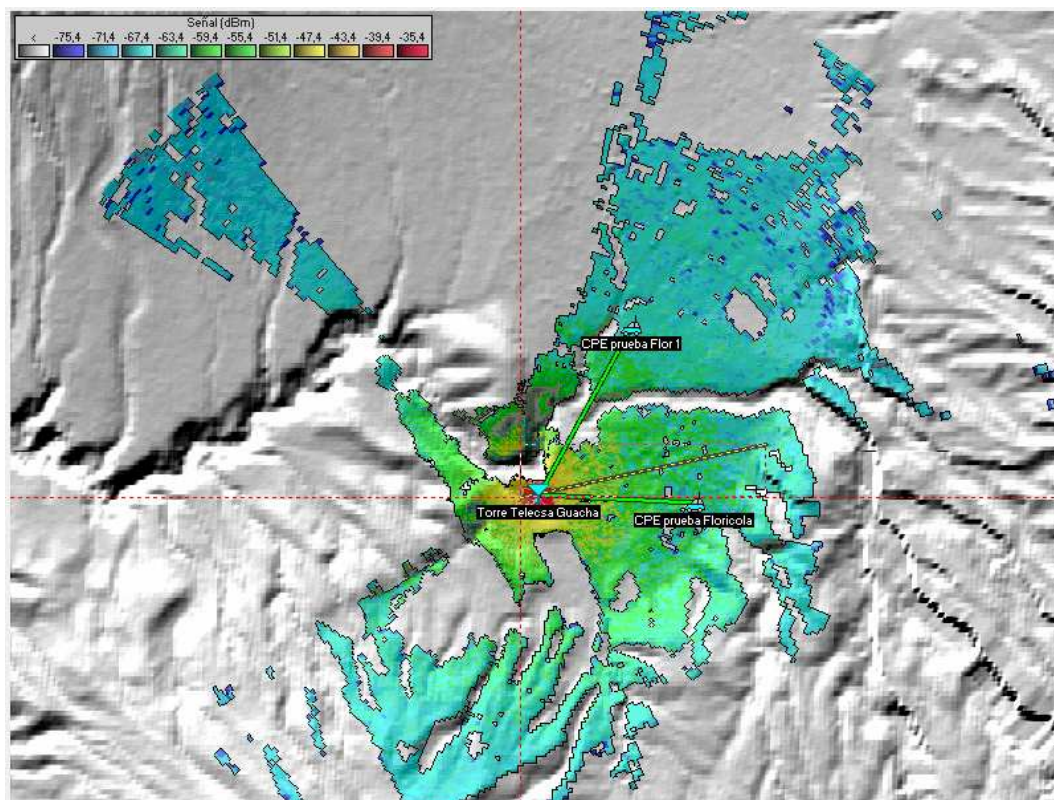 Señal (dBm)
< -75,4 -71,4 -67,4 -63,4 -59,4 -55,4 -51,4 -47,4 -43,4 -39,4 -35,4
CPE prueba Flor 1
Torre Telecsa Guacha
CPE prueba Floricola